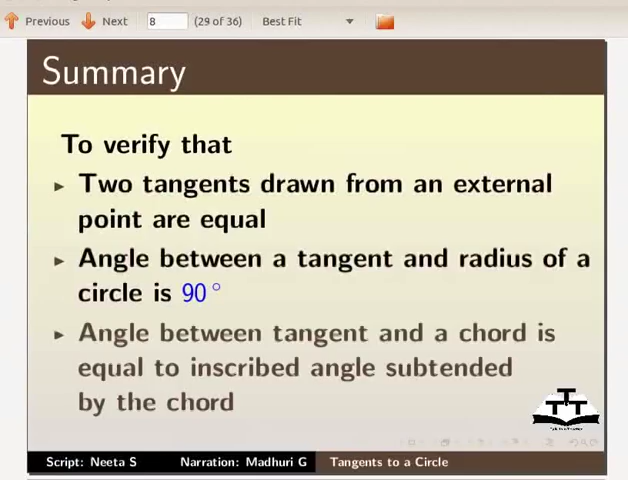 Previous Next 8 (29 of 36) Best Fit
Summary
To verify that
Two tangents drawn from an external
point are equal
Angle between a tangent and radius of a
circle is 90°
Angle between tangent and a chord is
equal to inscribed angle subtended
by the chord
TTT
Script: Neeta S Narration: Madhuri G Tangents to a Circle